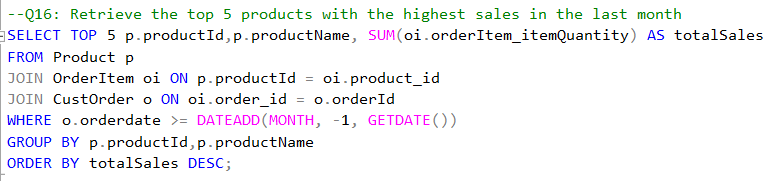 --Q16: Retrieve the top 5 products with the highest sales in the last month
SELECT TOP 5 p.productId,p.productName, SUM(oi.orderItem_itemQuantity) AS totalSales
FROM Product p
JOIN OrderItem oi ON p.productId = oi.product_id
JOIN CustOrder o ON oi.order_id = o.orderId
WHERE o.orderdate >= DATEADD(MONTH, -1, GETDATE())
GROUP BY p.productId,p.productName
ORDER BY totalSales DESC;